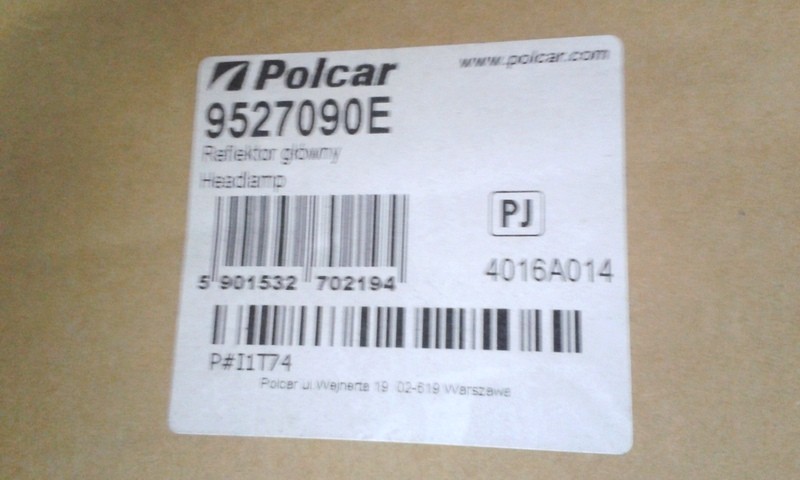 Polcar
www.polcar.com
9527090E
Reflektor główny
Headlamp
PJ
4016A014
5 901532 702194
P#I1T74
Polcar ul.Wejnerta 19 02-619 Warszawa